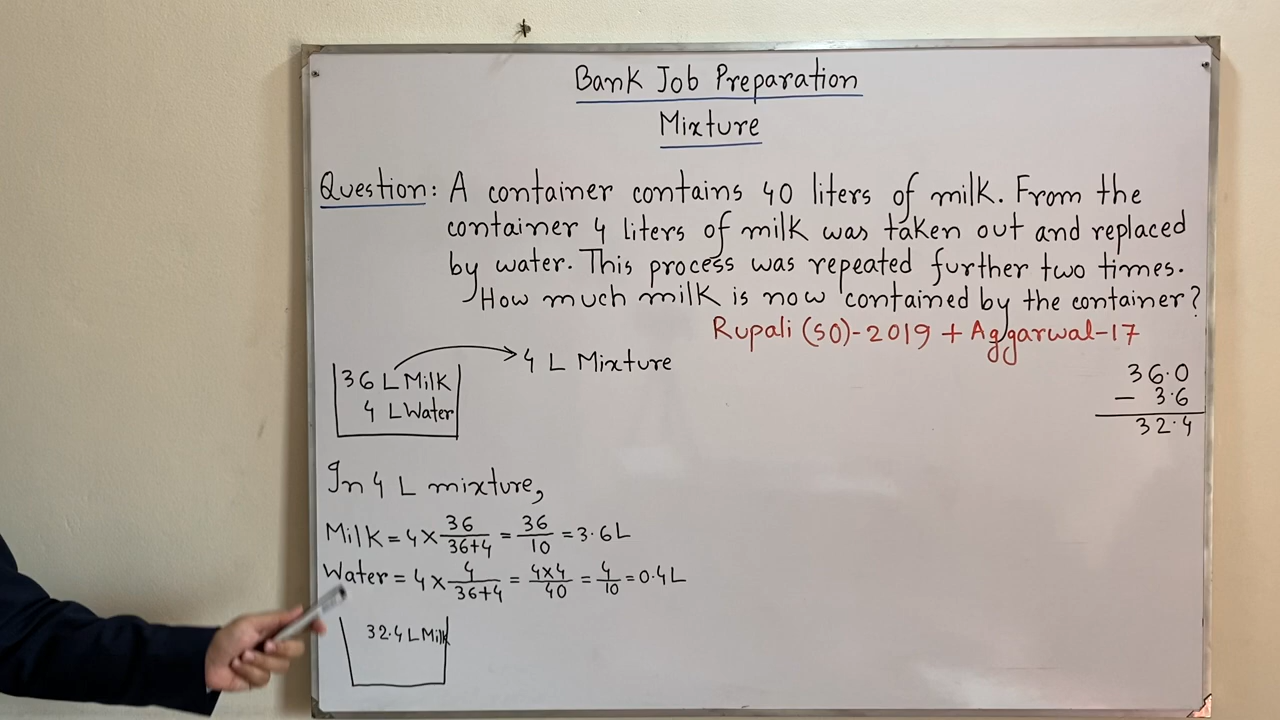 Bank Job Preparation
Mixture
Question: A container contains 40 liters of milk. From the
container 4 liters of milk was taken out and replaced
by water. This process was repeated further two times.
How much milk is now contained by the container?
Rupali (SO)-2019 + Aggarwal-17
36 L Milk
4 L Water
4 L Mixture
36.0
- 3.6
32.4
In 4 L mixture,
Milk = 4 × 36/(36+4) = 36/10 = 3.6 L
Water = 4 × 4/(36+4) = 4×4/40 = 4/10 = 0.4 L
32.4 L Milk